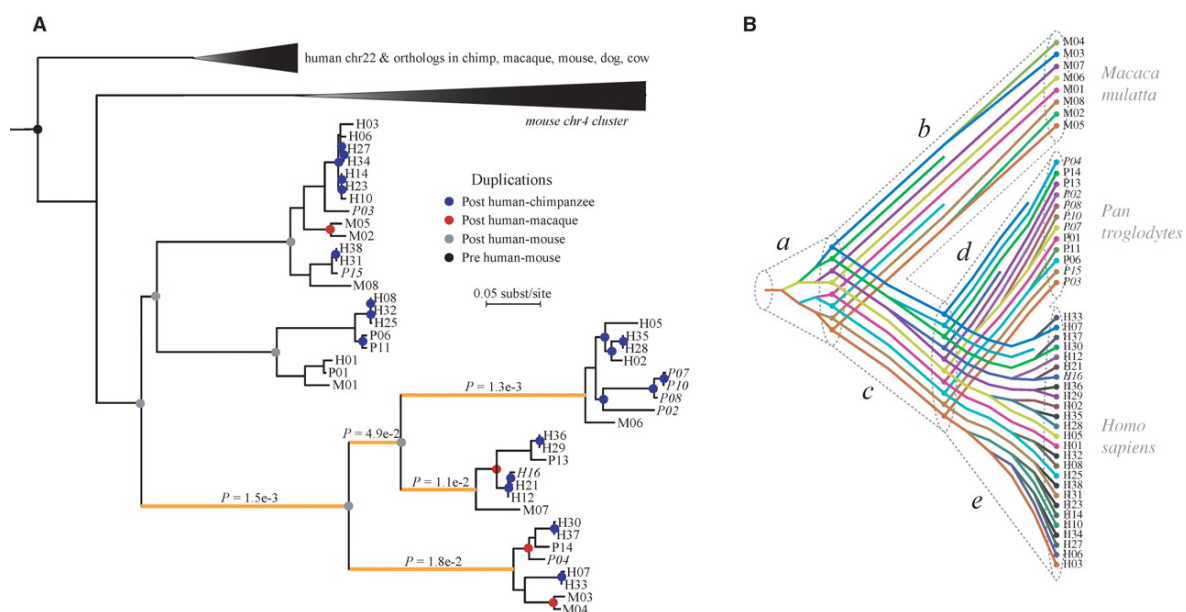 A
human chr22 & orthologs in chimp, macaque, mouse, dog, cow
mouse chr4 cluster
H03
H06
H27
H34
H14
H23
H10
P03
M05
M02
H38
H31
P15
M08
H08
H32
H25
P06
P11
H01
P01
M01
Duplications
Post human-chimpanzee
Post human-macaque
Post human-mouse
Pre human-mouse
0.05 subst/site
H05
H35
H28
H02
P07
P10
P08
P02
M06
P = 1.3e-3
P = 4.9e-2
H36
H29
P13
H16
H21
H12
M07
P = 1.1e-2
P = 1.5e-3
H30
H37
P14
P04
H07
H33
M03
M04
P = 1.8e-2
B
M04
M03
M07
M06
M01
M08
M02
M05
Macaca
mulatta
b
P04
P14
P13
P02
P08
P10
P07
P01
P11
P06
P15
P03
Pan
troglodytes
a
d
c
e
H33
H07
H37
H30
H12
H21
H16
H36
H29
H02
H35
H28
H05
H01
H32
H08
H25
H38
H31
H23
H14
H10
H34
H27
H06
H03
Homo
sapiens